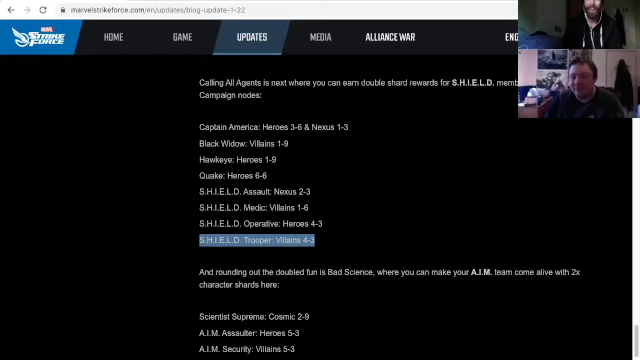 marvelstrikeforce.com/en/updates/blog-update-1-22
MARVEL
STRIKE FORCE
HOME
GAME
UPDATES
MEDIA
ALLIANCE WAR
ENG
Calling All Agents is next where you can earn double shard rewards for S.H.I.E.L.D. mem
Campaign nodes:
Captain America: Heroes 3-6 & Nexus 1-3
Black Widow: Villains 1-9
Hawkeye: Heroes 1-9
Quake: Heroes 6-6
S.H.I.E.L.D. Assault: Nexus 2-3
S.H.I.E.L.D. Medic: Villains 1-6
S.H.I.E.L.D. Operative: Heroes 4-3
S.H.I.E.L.D. Trooper: Villains 4-3
And rounding out the doubled fun is Bad Science, where you can make your A.I.M. team come alive with 2x
character shards here:
Scientist Supreme: Cosmic 2-9
A.I.M. Assaulter: Heroes 5-3
A.I.M. Security: Villains 5-3